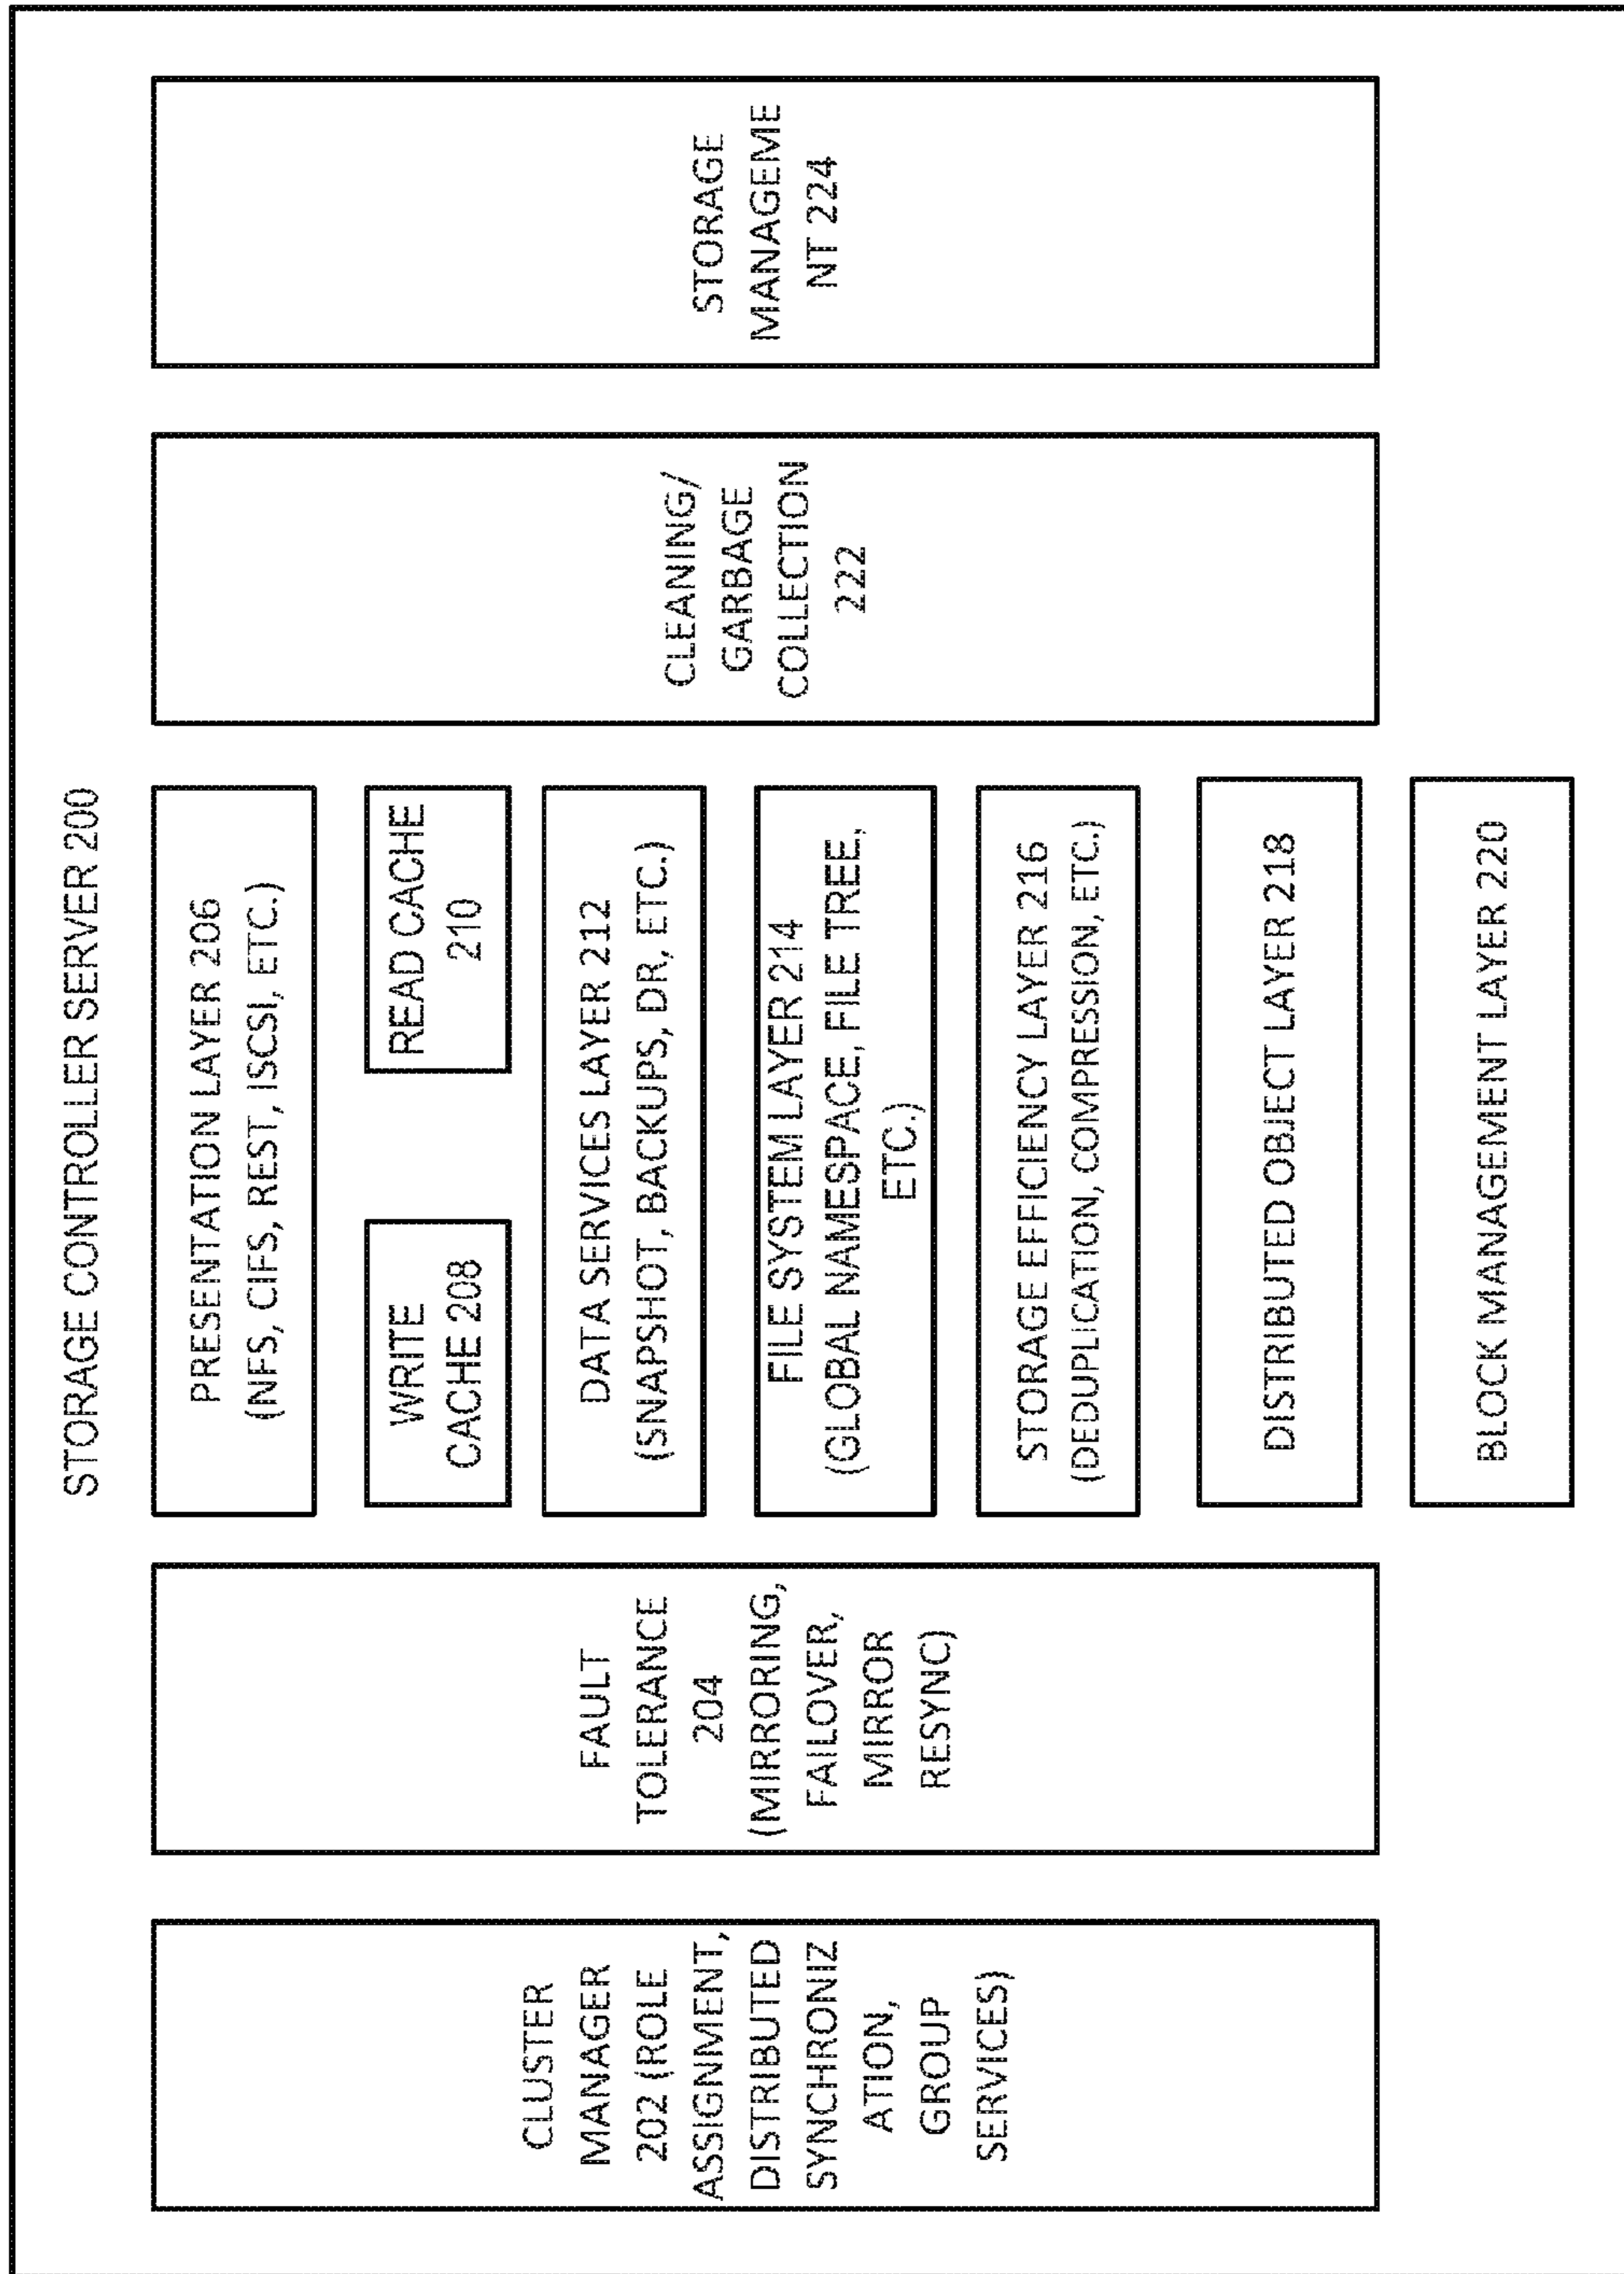 STORAGE CONTROLLER SERVER 200
CLUSTER
MANAGER
202 (ROLE
ASSIGNMENT,
DISTRIBUTED
SYNCHRONIZ
ATION,
GROUP
SERVICES)
FAULT
TOLERANCE
204
(MIRRORING,
FAILOVER,
MIRROR
RESYNC)
PRESENTATION LAYER 206
(NFS, CIFS, REST, ISCSI, ETC.)
WRITE
CACHE 208
READ CACHE
210
DATA SERVICES LAYER 212
(SNAPSHOT, BACKUPS, DR, ETC.)
FILE SYSTEM LAYER 214
(GLOBAL NAMESPACE, FILE TREE,
ETC.)
STORAGE EFFICIENCY LAYER 216
(DEDUPLICATION, COMPRESSION, ETC.)
DISTRIBUTED OBJECT LAYER 218
BLOCK MANAGEMENT LAYER 220
CLEANING/
GARBAGE
COLLECTION
222
STORAGE
MANAGEME
NT 224